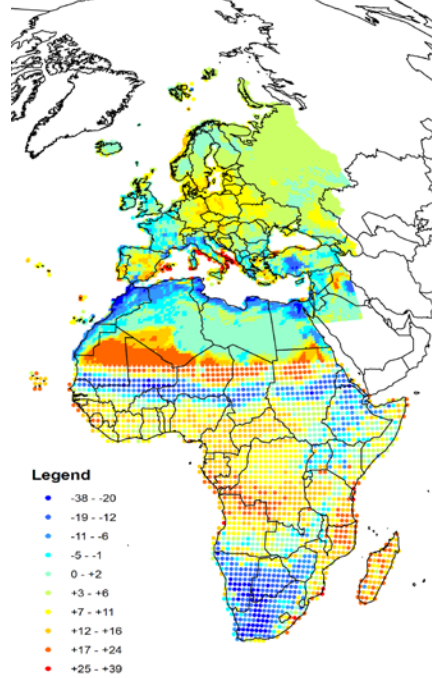 Legend
-38 - -20
-19 - -12
-11 - -6
-5 - -1
0 - +2
+3 - +6
+7 - +11
+12 - +16
+17 - +24
+25 - +39